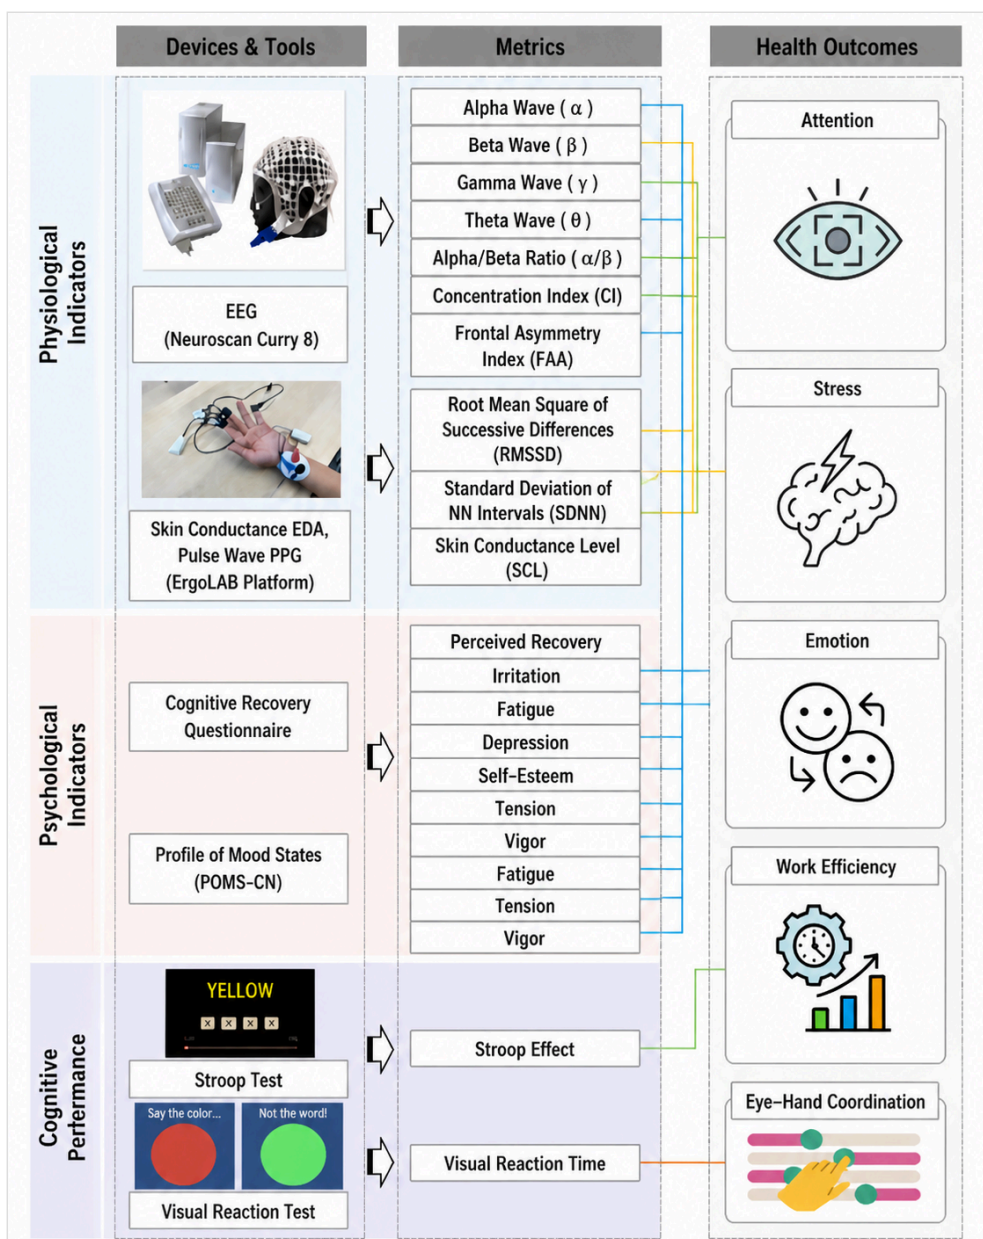 Devices & Tools
Metrics
Health Outcomes
Physiological
Indicators
EEG
(Neuroscan Curry 8)
Skin Conductance EDA,
Pulse Wave PPG
(ErgoLAB Platform)
Alpha Wave ( α )
Beta Wave ( β )
Gamma Wave ( γ )
Theta Wave ( θ )
Alpha/Beta Ratio ( α/β )
Concentration Index (CI)
Frontal Asymmetry
Index (FAA)
Root Mean Square of
Successive Differences
(RMSSD)
Standard Deviation of
NN Intervals (SDNN)
Skin Conductance Level
(SCL)
Attention
Stress
Psychological
Indicators
Cognitive Recovery
Questionnaire
Profile of Mood States
(POMS-CN)
Perceived Recovery
Irritation
Fatigue
Depression
Self-Esteem
Tension
Vigor
Fatigue
Tension
Vigor
Emotion
Work Efficiency
Cognitive
Pertermance
YELLOW
X X X X
Stroop Test
Say the color...
Not the word!
Visual Reaction Test
Stroop Effect
Visual Reaction Time
Eye-Hand Coordination